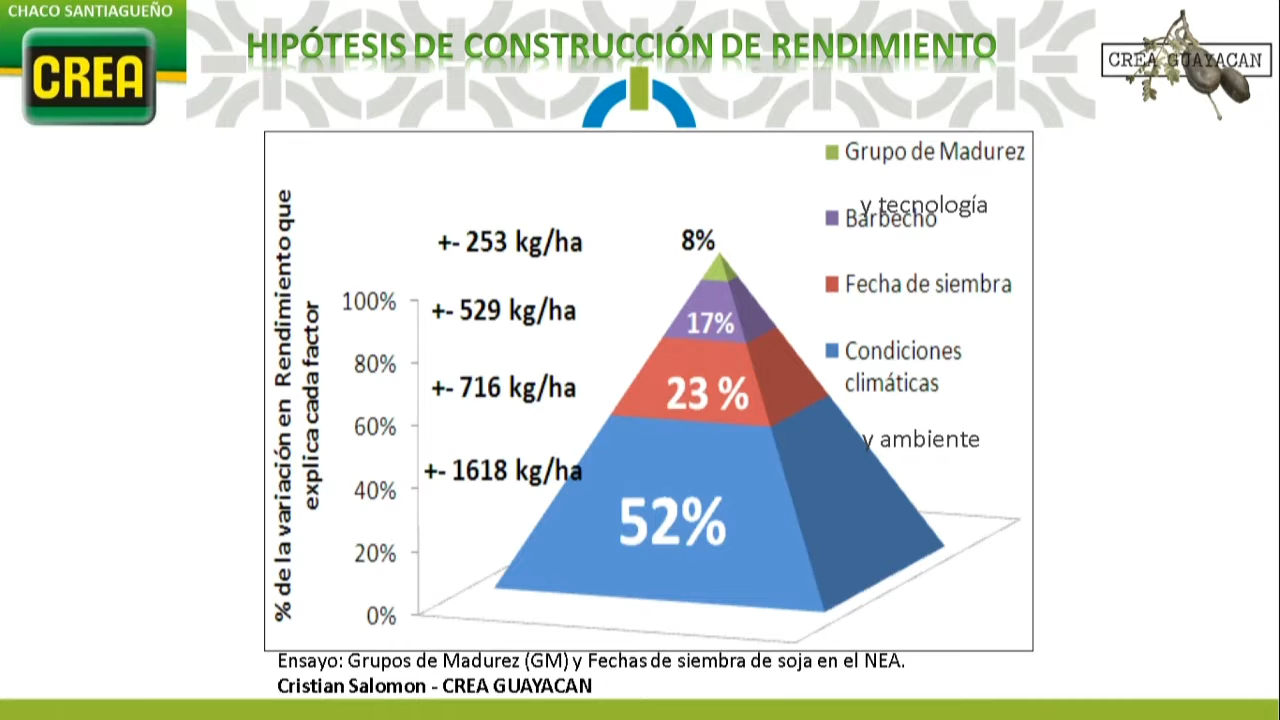 CHACO SANTIAGUEÑO
CREA
HIPÓTESIS DE CONSTRUCCIÓN DE RENDIMIENTO
CREA GUAYACAN
% de la variación en Rendimiento que
explica cada factor
100%
80%
60%
40%
20%
0%
+- 253 kg/ha
+- 529 kg/ha
+- 716 kg/ha
+- 1618 kg/ha
8%
17%
23 %
52%
Grupo de Madurez
y tecnología
Barbecho
Fecha de siembra
Condiciones
climáticas
y ambiente
Ensayo: Grupos de Madurez (GM) y Fechas de siembra de soja en el NEA.
Cristian Salomon - CREA GUAYACAN